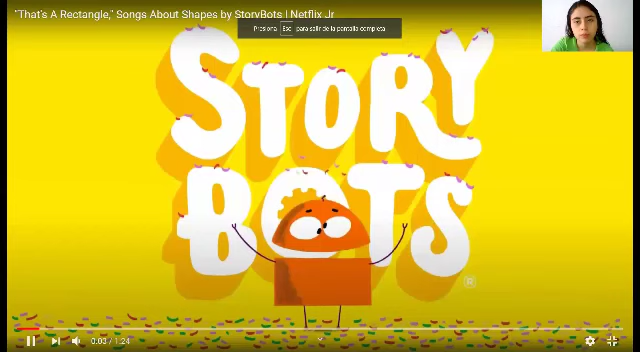 "That's A Rectangle," Songs About Shapes by StoryBots | Netflix Jr
Presiona Esc para salir de la pantalla completa
STORY
BOTS
0:03 / 1:24